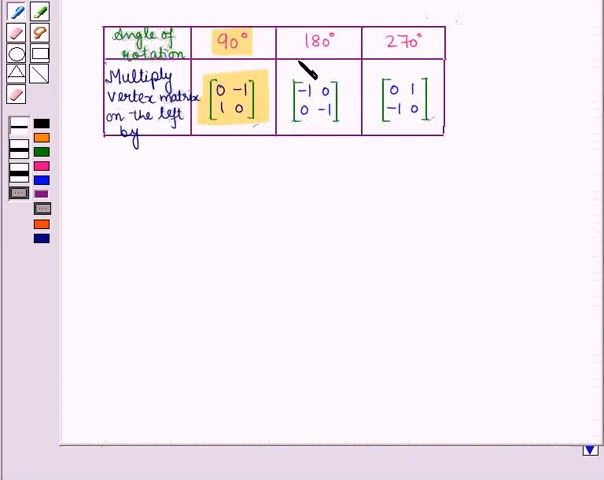 Angle of rotation 90° 180° 270°
Multiply vertex matrix on the left by [0 -1 [-1 0 [0 1
1 0] 0 -1] -1 0]